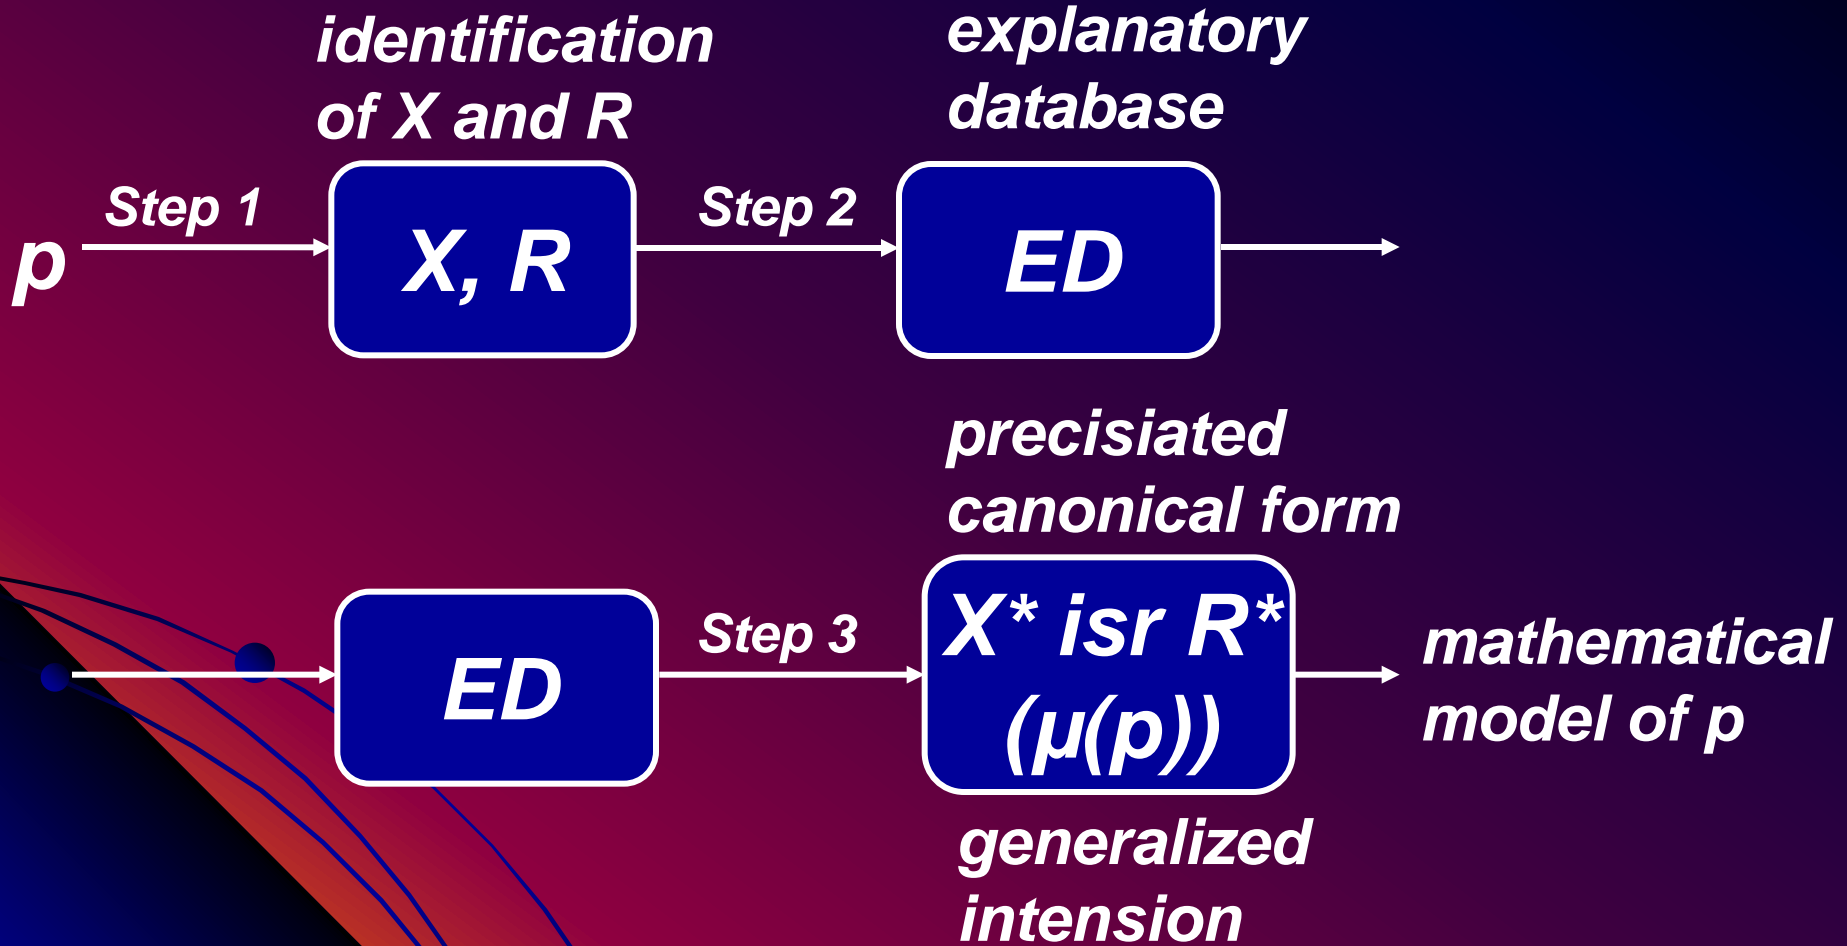 identification
of X and R
explanatory
database
p
Step 1
X, R
Step 2
ED
precisiated
canonical form
ED
Step 3
X* isr R*
(µ(p))
mathematical
model of p
generalized
intension